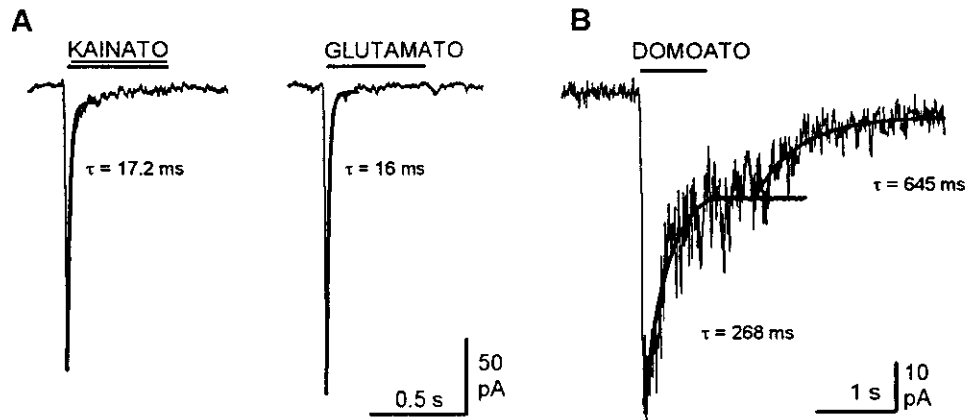 A
KAINATO
τ = 17.2 ms
GLUTAMATO
τ = 16 ms
0.5 s
50
pA
B
DOMOATO
τ = 645 ms
τ = 268 ms
1 s
10
pA